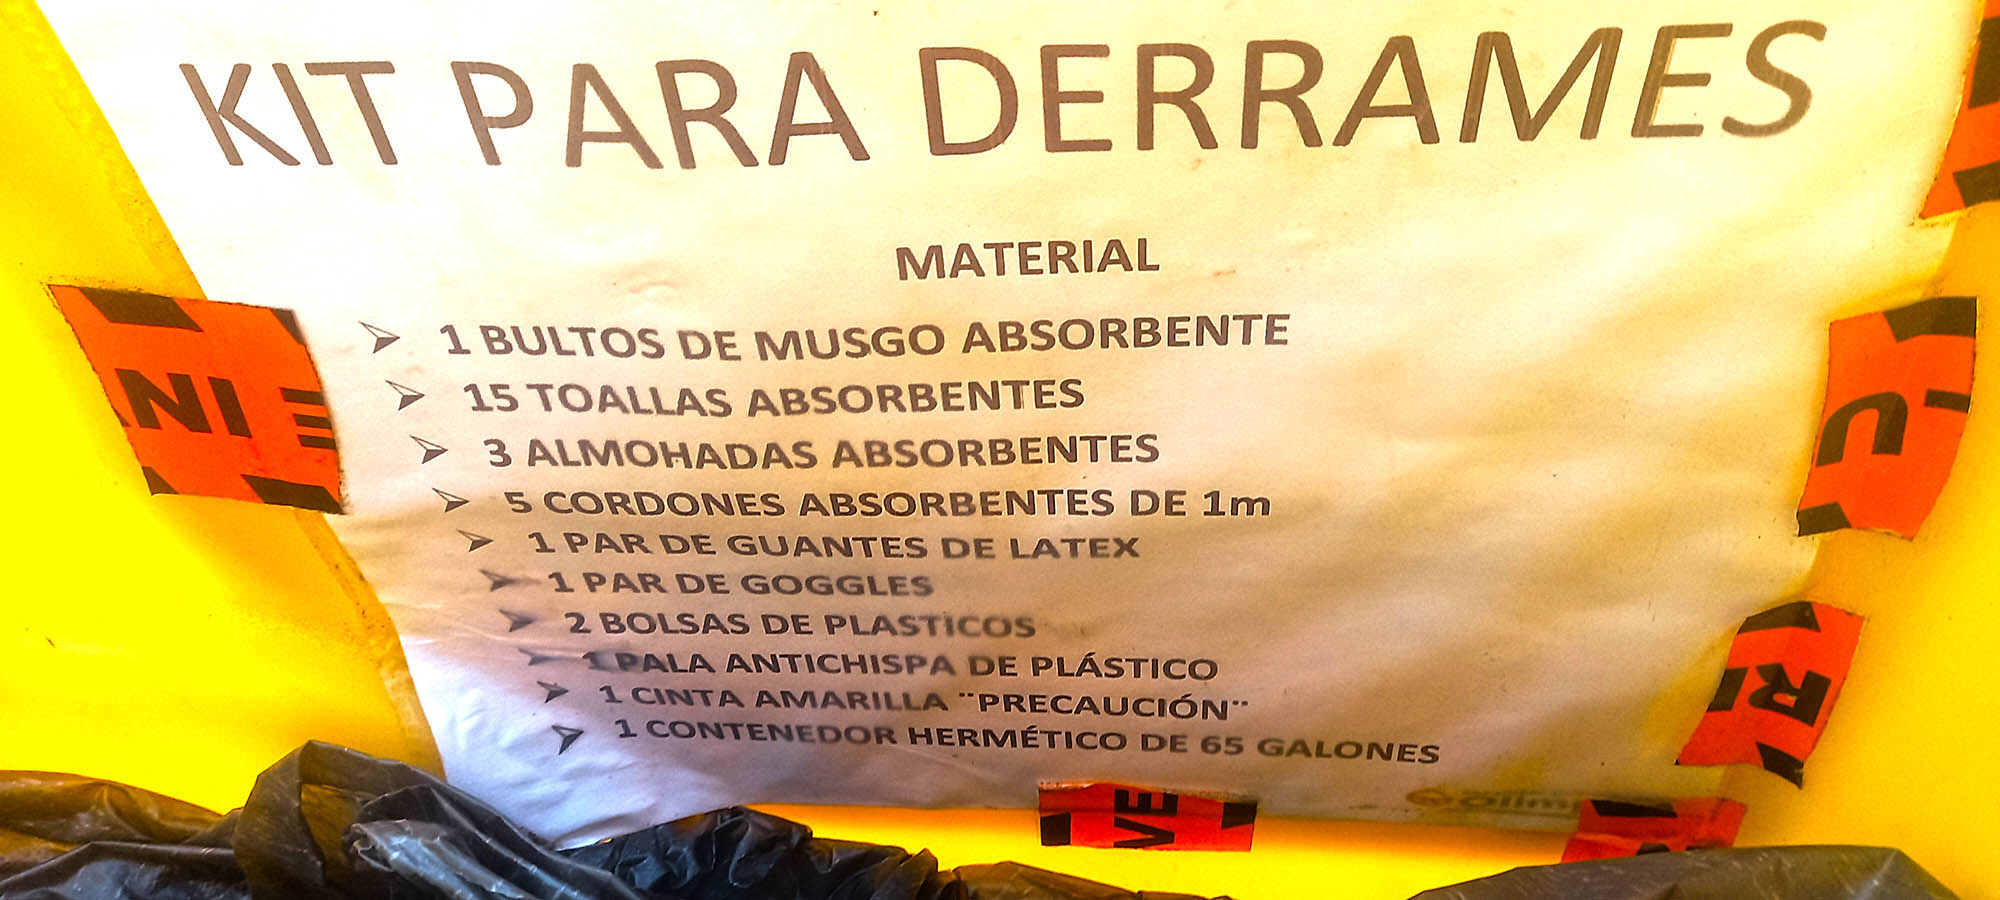 KIT PARA DERRAMES
MATERIAL
➢ 1 BULTOS DE MUSGO ABSORBENTE
➢ 15 TOALLAS ABSORBENTES
➢ 3 ALMOHADAS ABSORBENTES
➢ 5 CORDONES ABSORBENTES DE 1m
➢ 1 PAR DE GUANTES DE LATEX
➢ 1 PAR DE GOGGLES
➢ 2 BOLSAS DE PLASTICOS
➢ 1 PALA ANTICHISPA DE PLÁSTICO
➢ 1 CINTA AMARILLA ¨PRECAUCIÓN¨
➢ 1 CONTENEDOR HERMÉTICO DE 65 GALONES
NI
C
R
VE